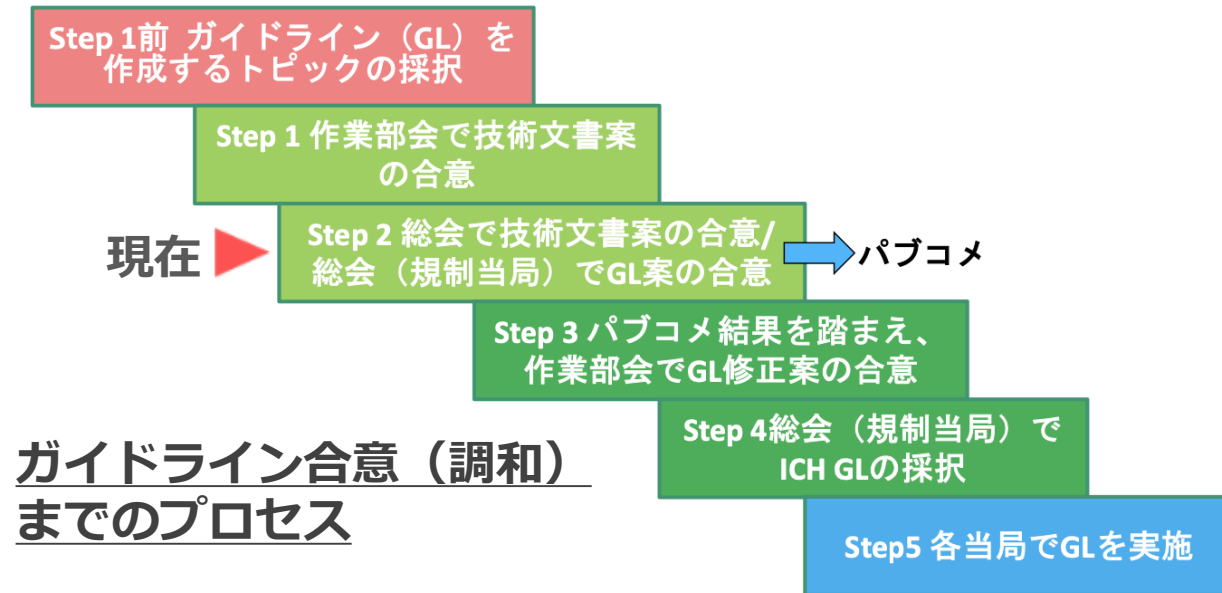 Step 1前 ガイドライン（GL）を
作成するトピックの採択
Step 1 作業部会で技術文書案
の合意
現在
Step 2 総会で技術文書案の合意/
総会（規制当局）でGL案の合意
パブコメ
Step 3 パブコメ結果を踏まえ、
作業部会でGL修正案の合意
Step 4総会（規制当局）で
ICH GLの採択
ガイドライン合意（調和）
までのプロセス
Step5 各当局でGLを実施